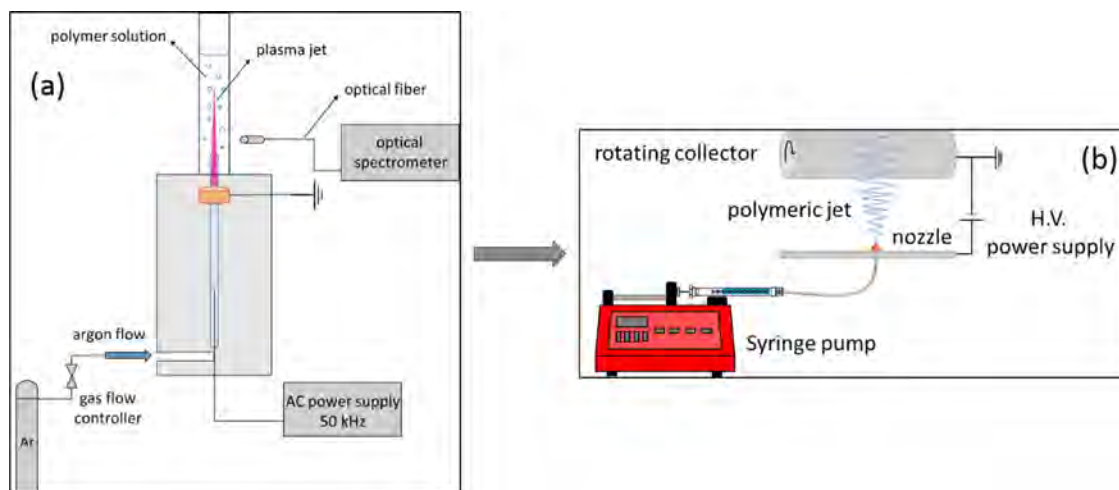 (a)
polymer solution
plasma jet
optical fiber
optical
spectrometer
argon flow
gas flow
controller
Ar
AC power supply
50 kHz
(b)
rotating collector
polymeric jet
nozzle
H.V.
power supply
Syringe pump